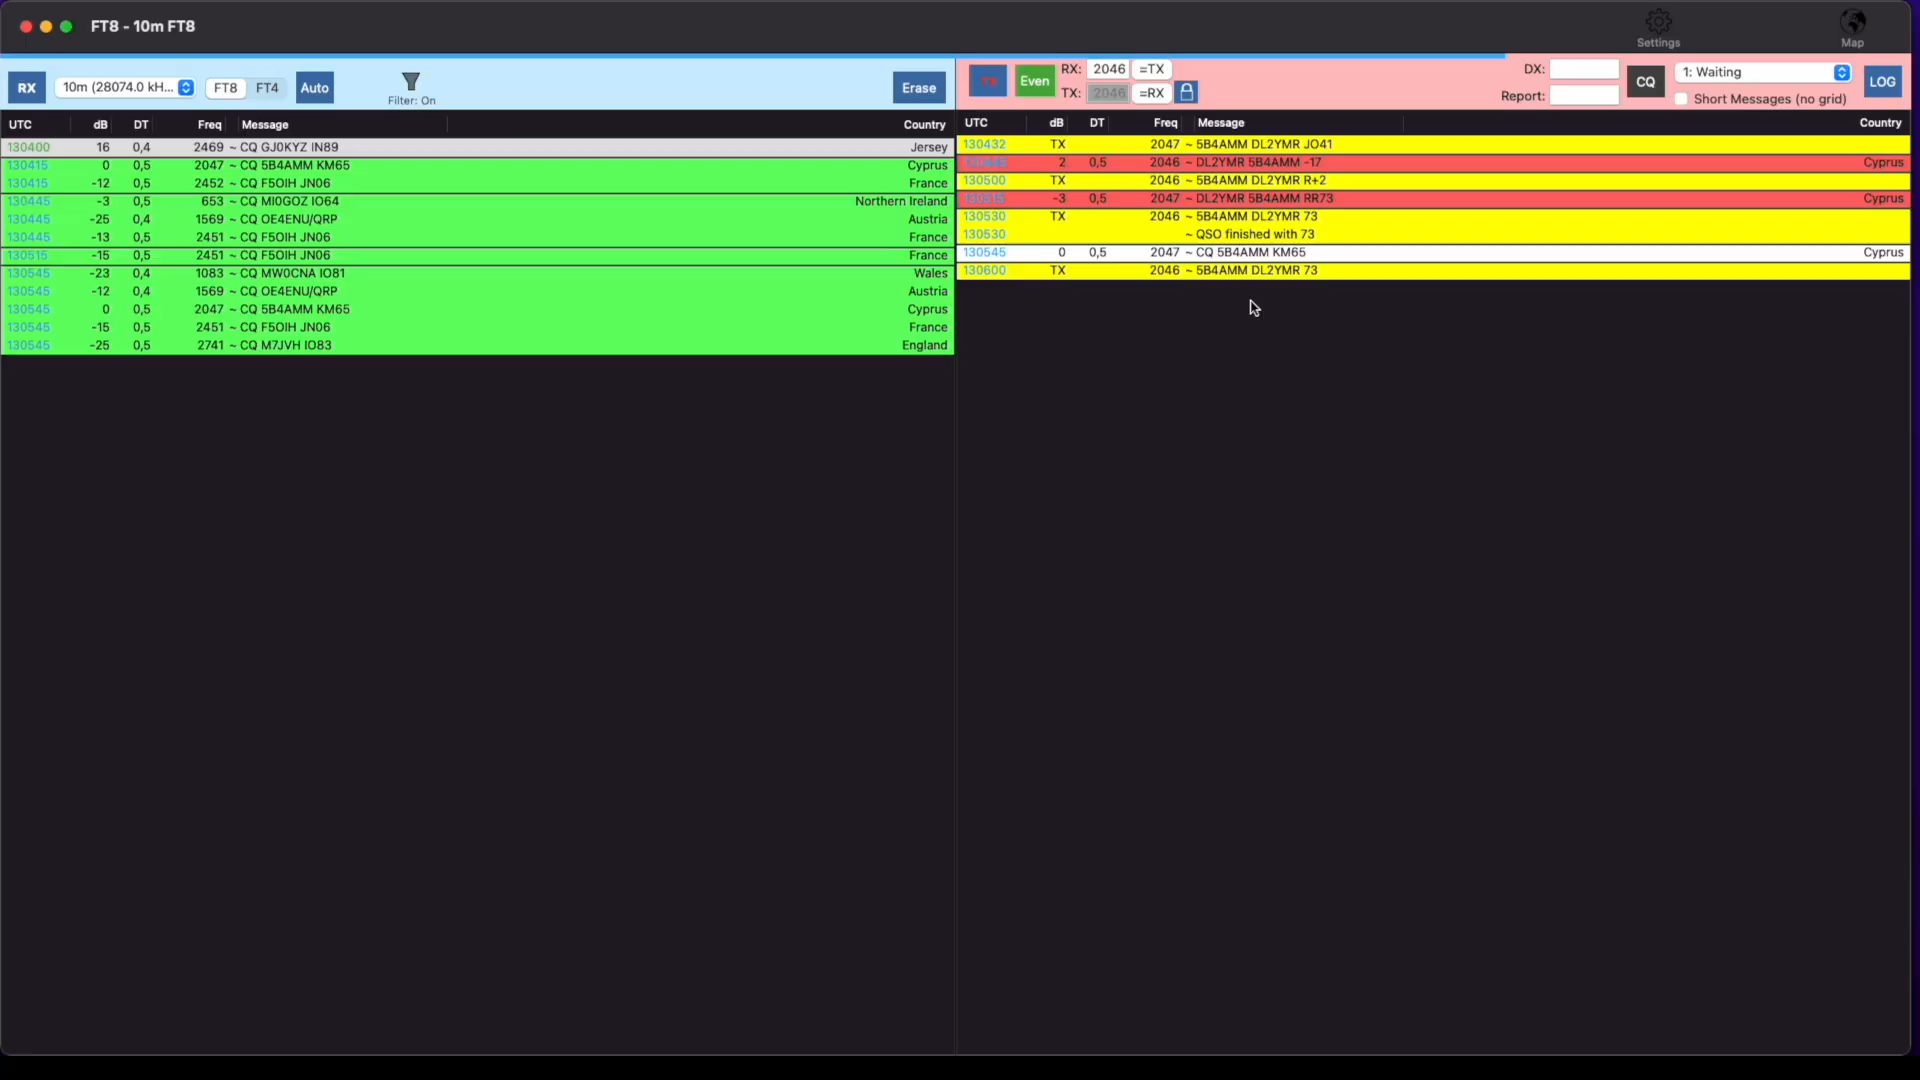 FT8 - 10m FT8
Settings
Map
RX
10m (28074.0 kH...
FT8
FT4
Auto
Filter: On
Erase
TX
Even
RX: 2046 =TX
TX: 2046 =RX
DX:
Report:
CQ
1: Waiting
Short Messages (no grid)
LOG
UTC dB DT Freq Message Country
130400 16 0,4 2469 ~ CQ GJ0KYZ IN89 Jersey
130415 0 0,5 2047 ~ CQ 5B4AMM KM65 Cyprus
130415 -12 0,5 2452 ~ CQ F5OIH JN06 France
130445 -3 0,5 653 ~ CQ MI0GOZ IO64 Northern Ireland
130445 -25 0,4 1569 ~ CQ OE4ENU/QRP Austria
130445 -13 0,5 2451 ~ CQ F5OIH JN06 France
130515 -15 0,5 2451 ~ CQ F5OIH JN06 France
130545 -23 0,4 1083 ~ CQ MW0CNA IO81 Wales
130545 -12 0,4 1569 ~ CQ OE4ENU/QRP Austria
130545 0 0,5 2047 ~ CQ 5B4AMM KM65 Cyprus
130545 -15 0,5 2451 ~ CQ F5OIH JN06 France
130545 -25 0,5 2741 ~ CQ M7JVH IO83 England
UTC dB DT Freq Message Country
130432 TX 2047 ~ 5B4AMM DL2YMR JO41
130445 2 0,5 2046 ~ DL2YMR 5B4AMM -17 Cyprus
130500 TX 2046 ~ 5B4AMM DL2YMR R+2
130515 -3 0,5 2047 ~ DL2YMR 5B4AMM RR73 Cyprus
130530 TX 2046 ~ 5B4AMM DL2YMR 73
130530 ~ QSO finished with 73
130545 0 0,5 2047 ~ CQ 5B4AMM KM65 Cyprus
130600 TX 2046 ~ 5B4AMM DL2YMR 73